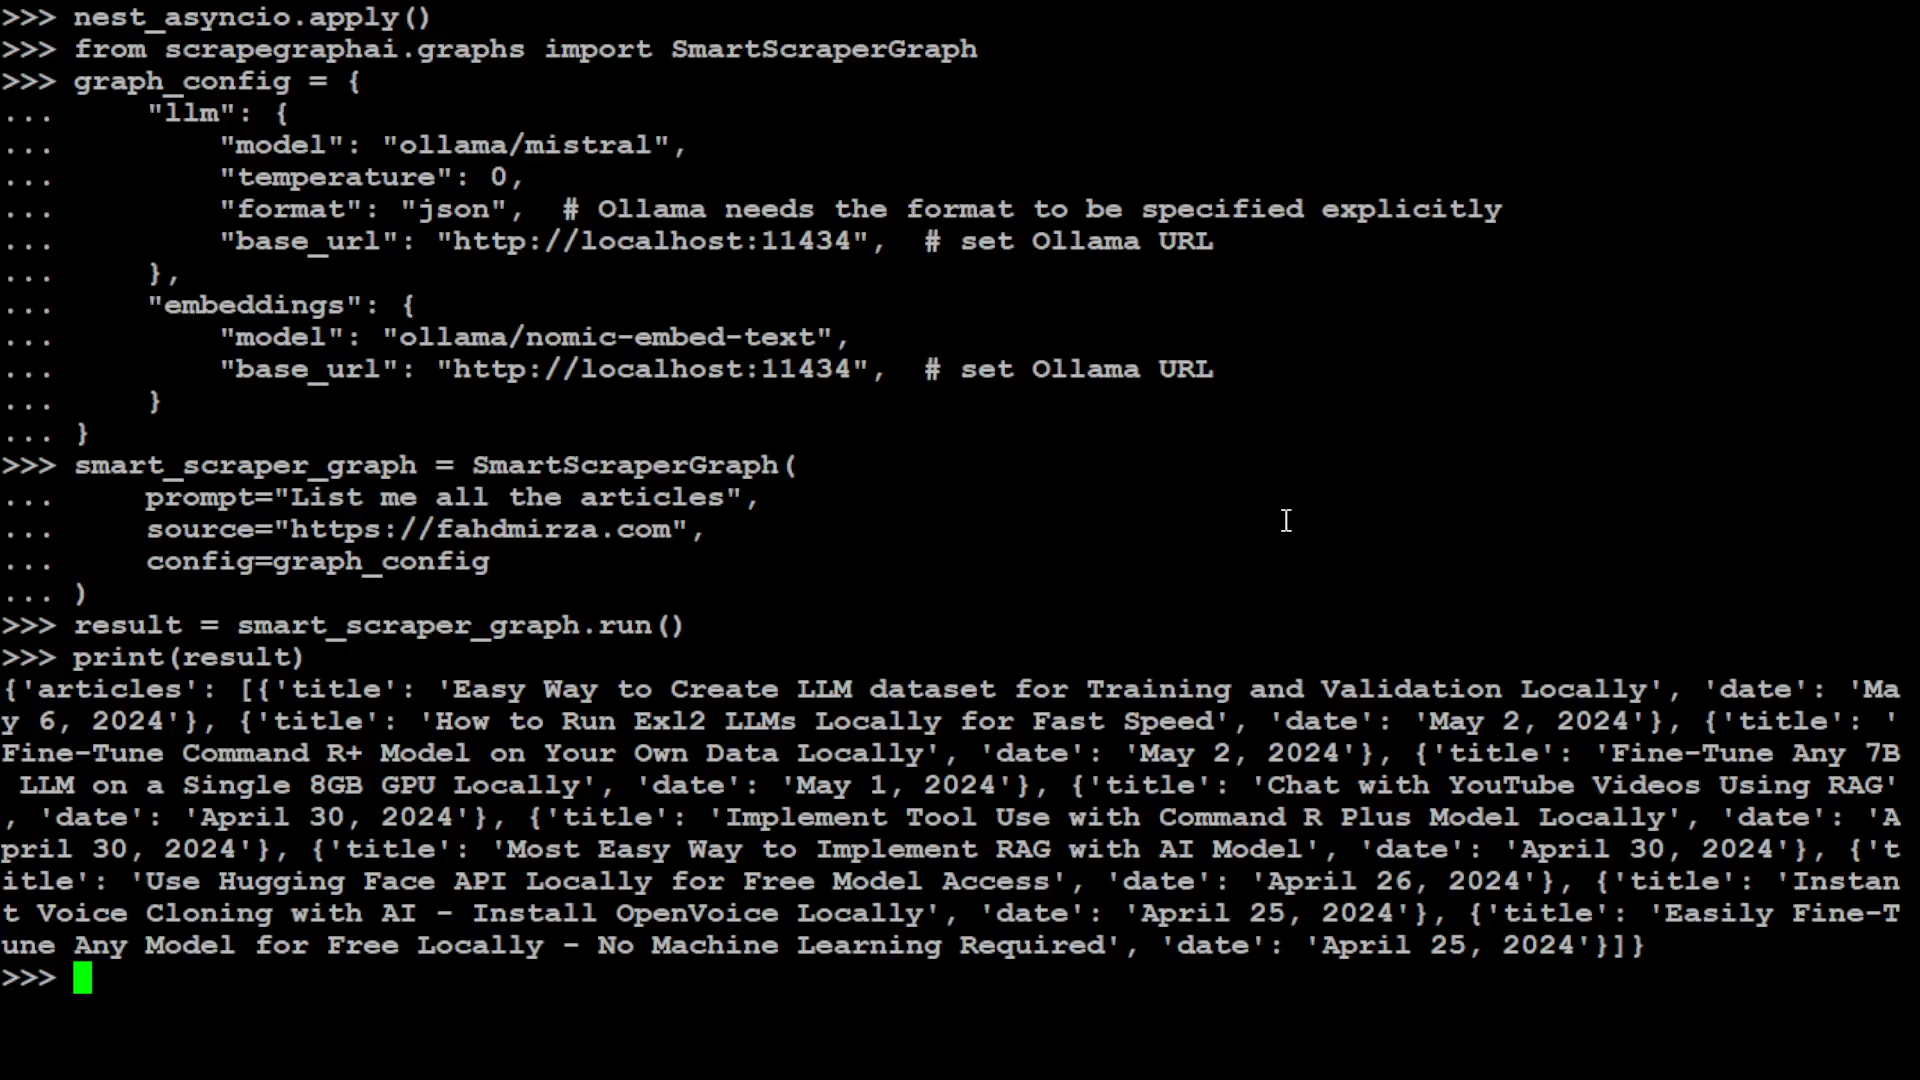 >>> nest_asyncio.apply()
>>> from scrapegraphai.graphs import SmartScraperGraph
>>> graph_config = {
...     "llm": {
...         "model": "ollama/mistral",
...         "temperature": 0,
...         "format": "json",  # Ollama needs the format to be specified explicitly
...         "base_url": "http://localhost:11434",  # set Ollama URL
...     },
...     "embeddings": {
...         "model": "ollama/nomic-embed-text",
...         "base_url": "http://localhost:11434",  # set Ollama URL
...     }
... }
>>> smart_scraper_graph = SmartScraperGraph(
...     prompt="List me all the articles",
...     source="https://fahdmirza.com",
...     config=graph_config
... )
>>> result = smart_scraper_graph.run()
>>> print(result)
{'articles': [{'title': 'Easy Way to Create LLM dataset for Training and Validation Locally', 'date': 'Ma
y 6, 2024'}, {'title': 'How to Run Exl2 LLMs Locally for Fast Speed', 'date': 'May 2, 2024'}, {'title': '
Fine-Tune Command R+ Model on Your Own Data Locally', 'date': 'May 2, 2024'}, {'title': 'Fine-Tune Any 7B
 LLM on a Single 8GB GPU Locally', 'date': 'May 1, 2024'}, {'title': 'Chat with YouTube Videos Using RAG'
, 'date': 'April 30, 2024'}, {'title': 'Implement Tool Use with Command R Plus Model Locally', 'date': 'A
pril 30, 2024'}, {'title': 'Most Easy Way to Implement RAG with AI Model', 'date': 'April 30, 2024'}, {'t
itle': 'Use Hugging Face API Locally for Free Model Access', 'date': 'April 26, 2024'}, {'title': 'Instan
t Voice Cloning with AI - Install OpenVoice Locally', 'date': 'April 25, 2024'}, {'title': 'Easily Fine-T
une Any Model for Free Locally - No Machine Learning Required', 'date': 'April 25, 2024'}]}
>>>